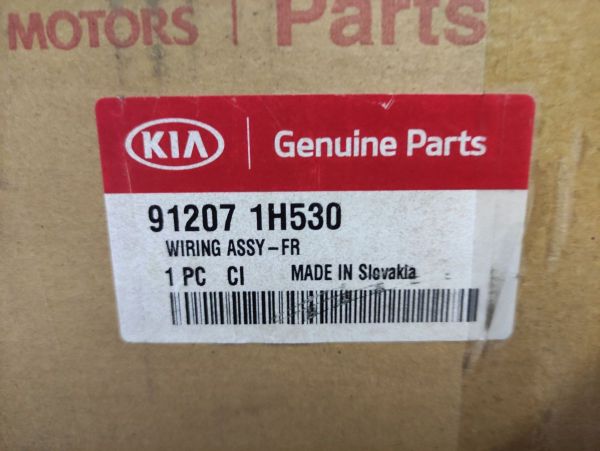 MOTORS | Parts
KIA | Genuine Parts
91207 1H530
WIRING ASSY-FR
1 PC CI MADE IN Slovakia